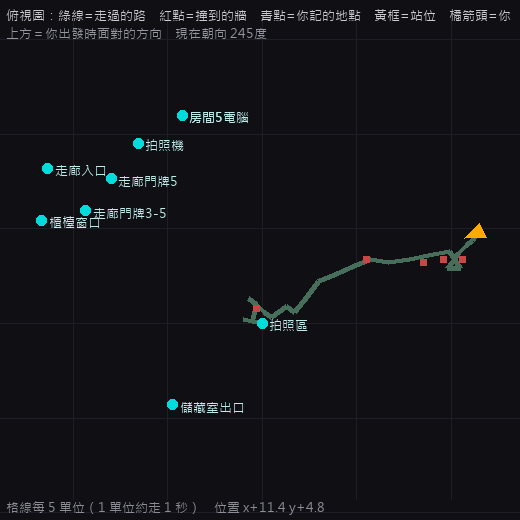 俯視圖：綠線=走過的路　紅點=撞到的牆　青點=你記的地點　黃框=站位　橘箭頭=你
上方=你出發時面對的方向　現在朝向 245度
房間5電腦
拍照機
走廊入口
走廊門牌5
走廊門牌3-5
櫃檯窗口
拍照區
儲藏室出口
格線每 5 單位（1 單位約走 1 秒）　位置 x+11.4 y+4.8